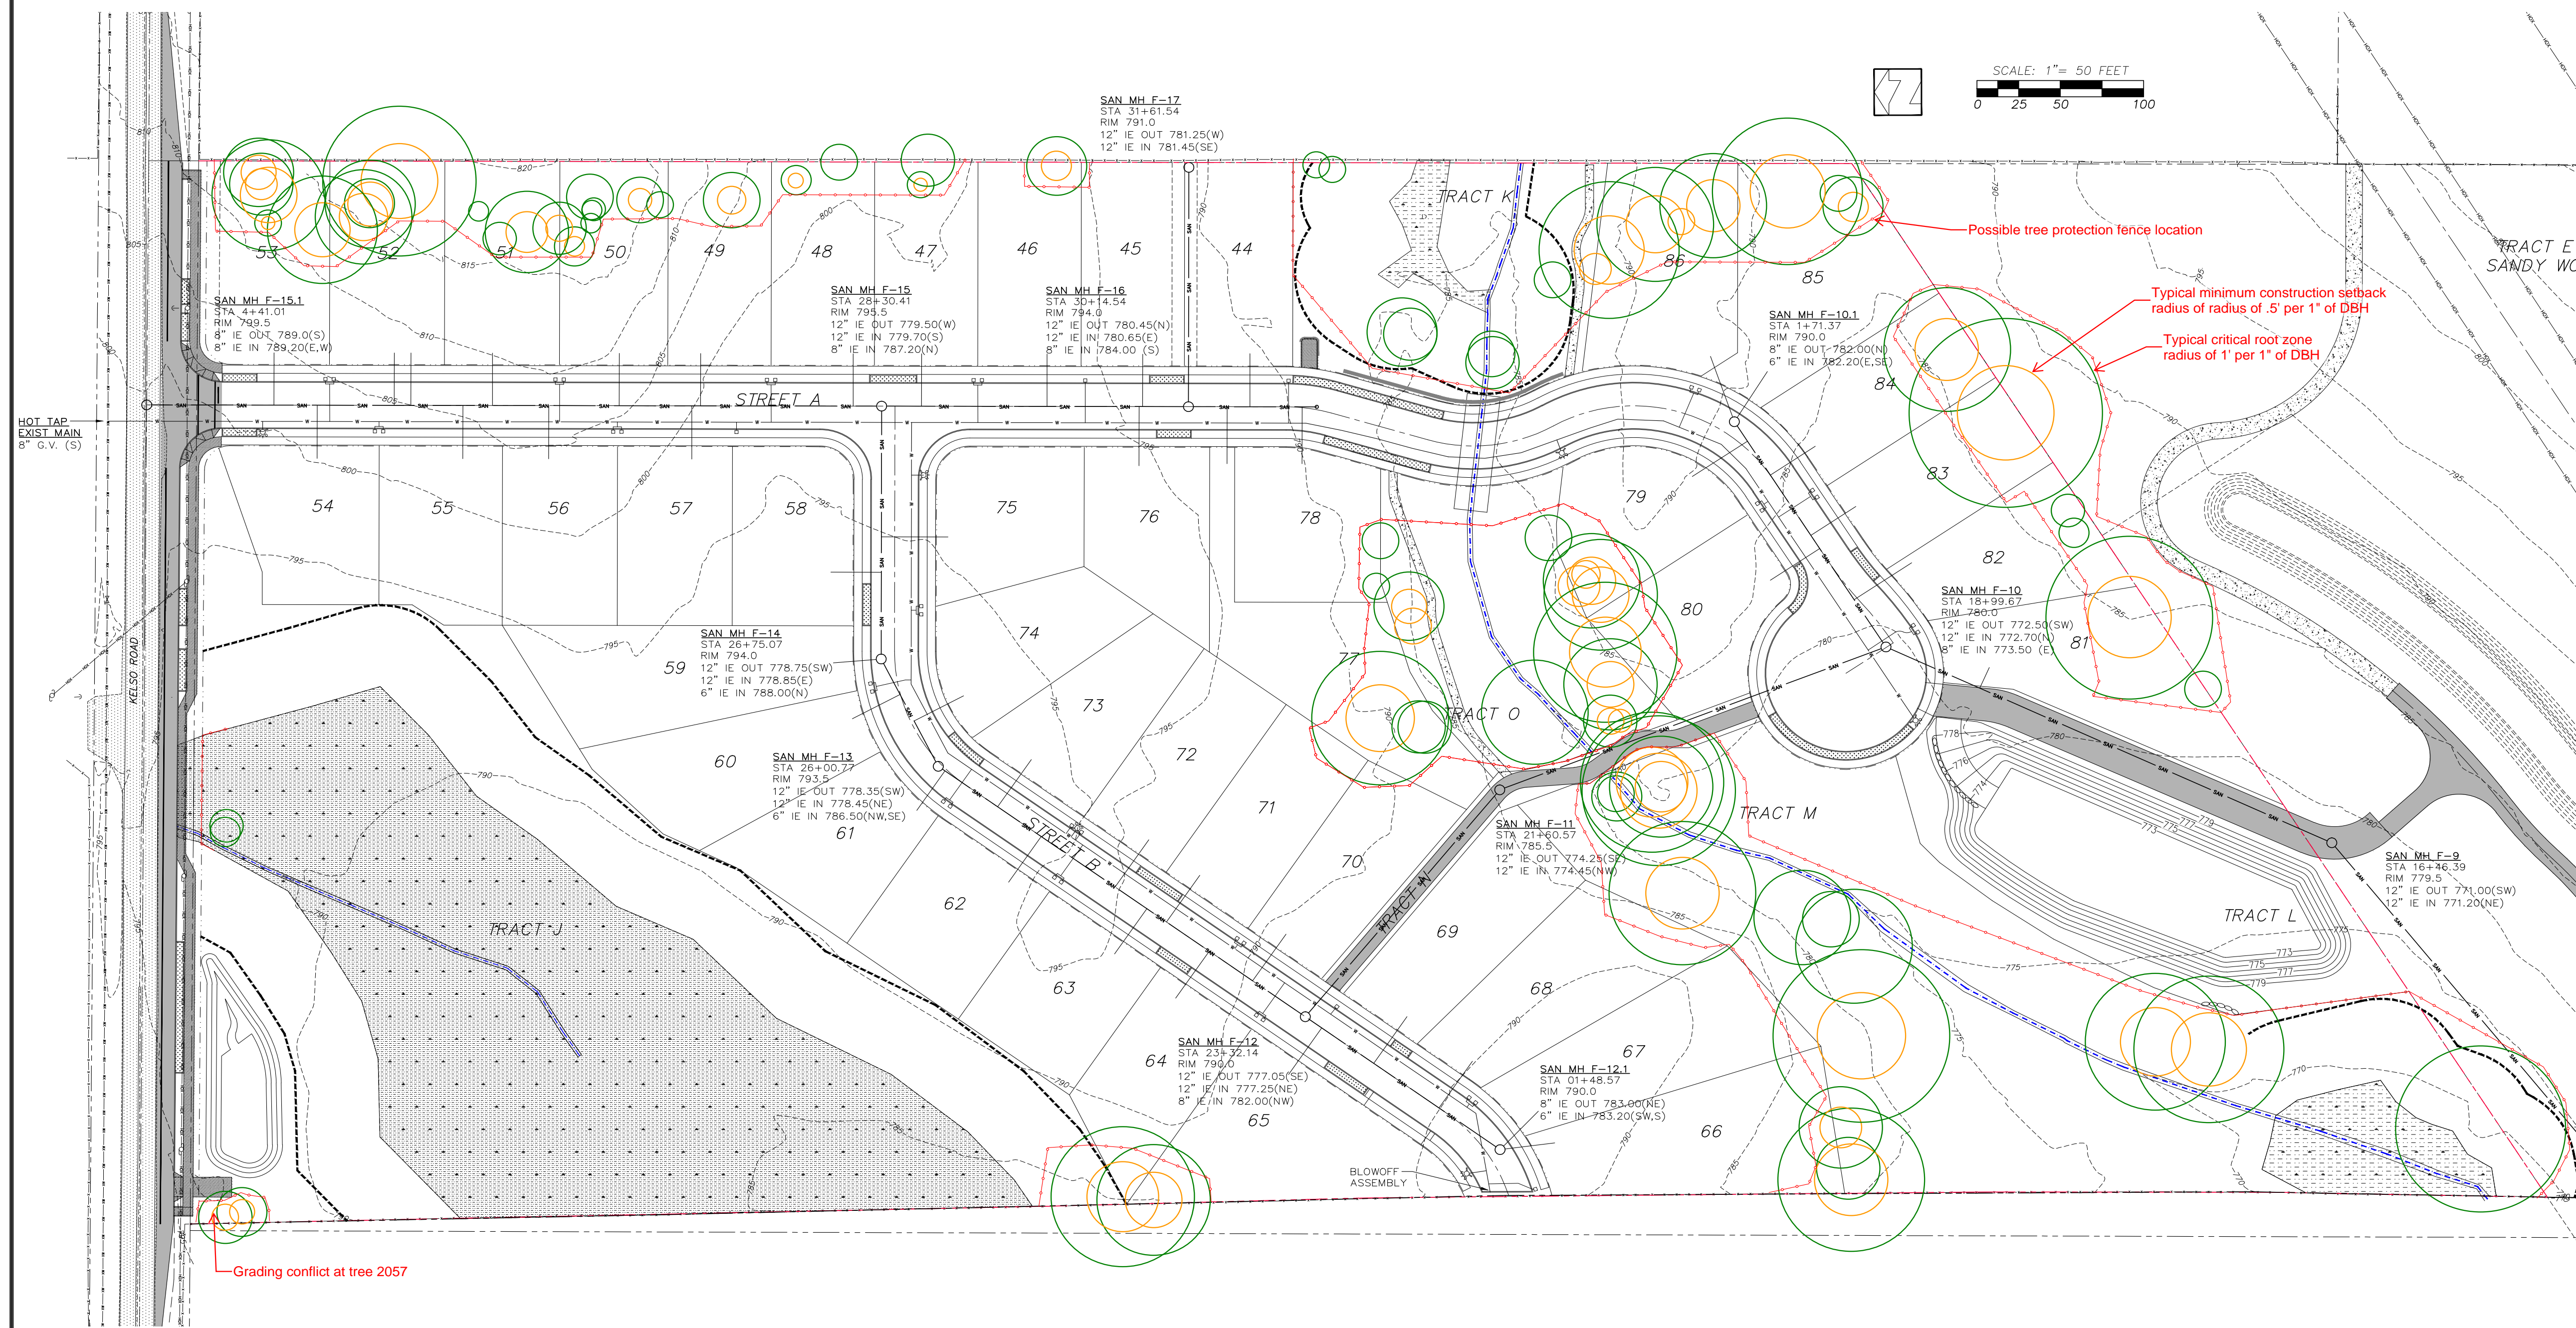 SCALE: 1"= 50 FEET
0 25 50 100
SAN MH F-17
STA 31+61.54
RIM 791.0
12" IE OUT 781.25(W)
12" IE IN 781.45(SE)
TRACT K
Possible tree protection fence location
TRACT E
SANDY WO
Typical minimum construction setback
radius of radius of .5' per 1" of DBH
Typical critical root zone
radius of 1' per 1" of DBH
53
52
51
50
49
48
47
46
45
44
86
85
84
83
82
81
SAN MH F-15.1
STA 4+41.01
RIM 799.5
8" IE OUT 789.0(S)
8" IE IN 789.20(E,W)
SAN MH F-15
STA 28+30.41
RIM 795.5
12" IE OUT 779.50(W)
12" IE IN 779.70(S)
8" IE IN 787.20(N)
SAN MH F-16
STA 30+14.54
RIM 794.0
12" IE OUT 780.45(N)
12" IE IN 780.65(E)
8" IE IN 784.00 (S)
SAN MH F-10.1
STA 1+71.37
RIM 790.0
8" IE OUT 782.00(N)
6" IE IN 782.20(E,SE)
STREET A
HOT TAP
EXIST MAIN
8" G.V. (S)
54
55
56
57
58
75
76
78
79
80
77
74
73
72
71
70
69
68
67
66
59
60
61
62
63
64
65
KELSO ROAD
SAN MH F-14
STA 26+75.07
RIM 794.0
12" IE OUT 778.75(SW)
12" IE IN 778.85(E)
6" IE IN 788.00(N)
SAN MH F-10
STA 18+99.67
RIM 780.0
12" IE OUT 772.50(SW)
12" IE IN 772.70(N)
8" IE IN 773.50 (E)
TRACT O
SAN MH F-13
STA 26+00.77
RIM 793.5
12" IE OUT 778.35(SW)
12" IE IN 778.45(NE)
6" IE IN 786.50(NW,SE)
STREET B
SAN MH F-11
STA 21+60.57
RIM 785.5
12" IE OUT 774.25(SE)
12" IE IN 774.45(NW)
TRACT M
TRACT N
SAN MH F-9
STA 16+46.39
RIM 779.5
12" IE OUT 771.00(SW)
12" IE IN 771.20(NE)
TRACT L
TRACT J
SAN MH F-12
STA 23+32.14
RIM 790.0
12" IE OUT 777.05(SE)
12" IE IN 777.25(NE)
8" IE IN 782.00(NW)
SAN MH F-12.1
STA 01+48.57
RIM 790.0
8" IE OUT 783.00(NE)
6" IE IN 783.20(SW,S)
BLOWOFF
ASSEMBLY
Grading conflict at tree 2057